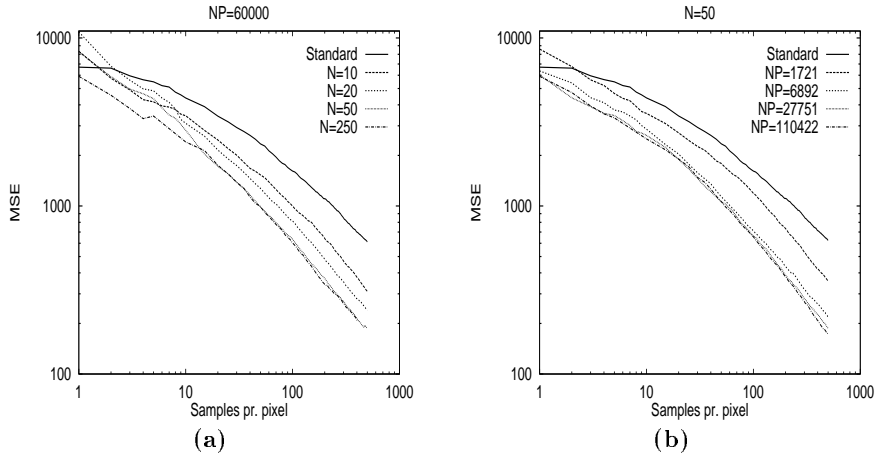 NP=60000
10000
1000
100
MSE
Standard
N=10
N=20
N=50
N=250
1
10
100
1000
Samples pr. pixel
(a)
N=50
10000
1000
100
MSE
Standard
NP=1721
NP=6892
NP=27751
NP=110422
1
10
100
1000
Samples pr. pixel
(b)